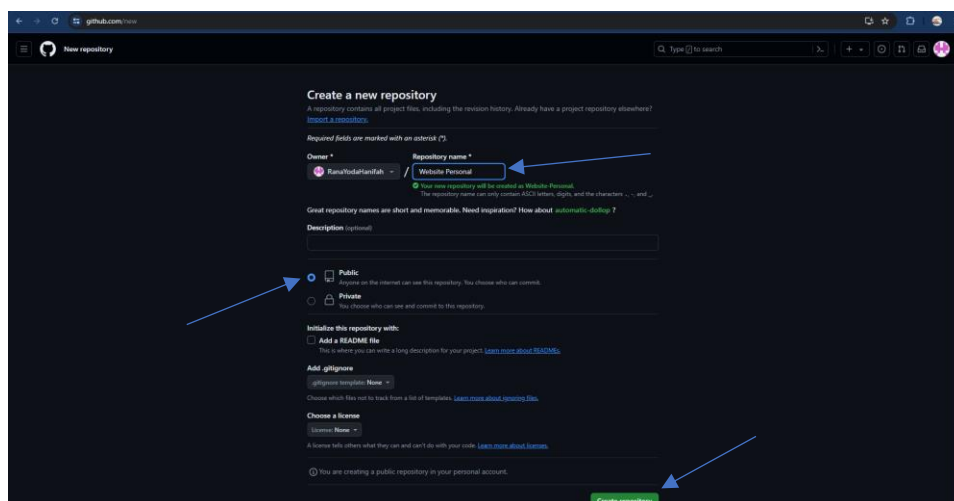 github.com/new
New repository
Type / to search
Create a new repository
A repository contains all project files, including the revision history. Already have a project repository elsewhere?
Import a repository.
Required fields are marked with an asterisk (*).
Owner * Repository name *
RanaYodaHanifah / Website Personal
Your new repository will be created as Website-Personal.
The repository name can only contain ASCII letters, digits, and the characters ., -, and _.
Great repository names are short and memorable. Need inspiration? How about automatic-dollop ?
Description (optional)
Public
Anyone on the internet can see this repository. You choose who can commit.
Private
You choose who can see and commit to this repository.
Initialize this repository with:
Add a README file
This is where you can write a long description for your project. Learn more about READMEs.
Add .gitignore
.gitignore template: None
Choose which files not to track from a list of templates. Learn more about ignoring files.
Choose a license
License: None
A license tells others what they can and can't do with your code. Learn more about licenses.
You are creating a public repository in your personal account.
Create repository